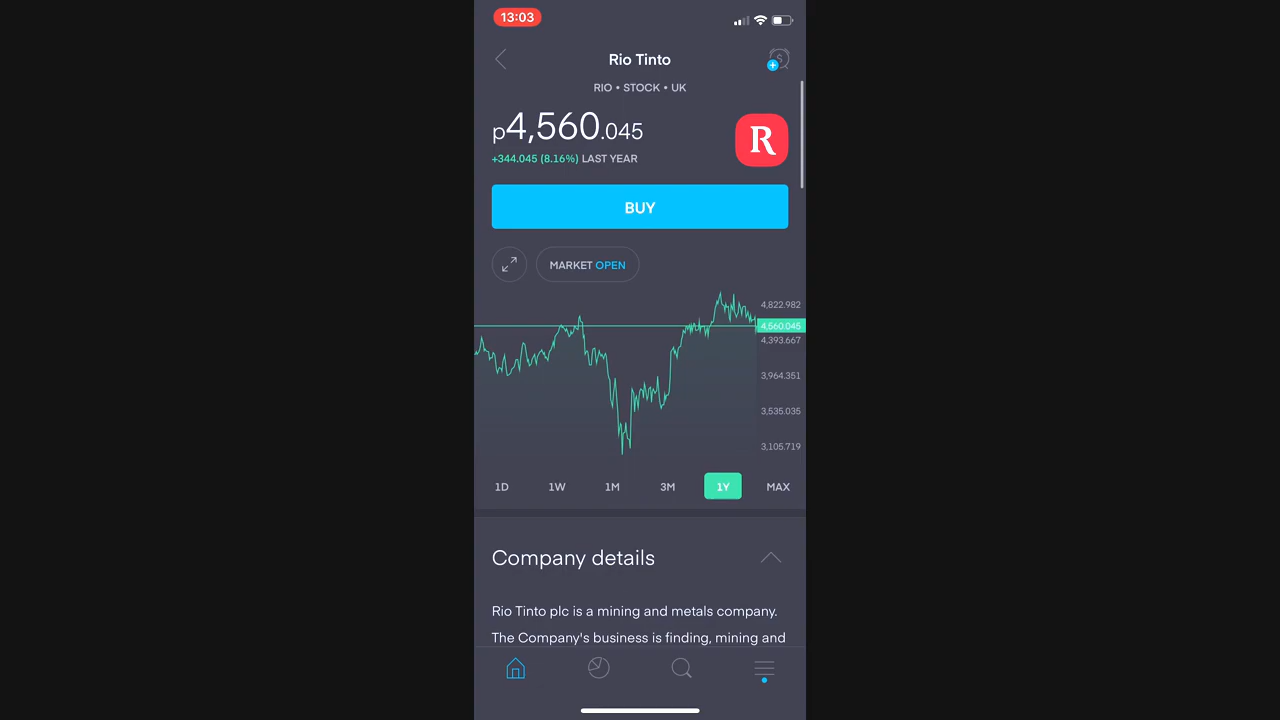 13:03
Rio Tinto
RIO • STOCK • UK
p4,560.045
R
+344.045 (8.16%) LAST YEAR
BUY
MARKET OPEN
4,822.982
4,560.045
4,393.667
3,964.351
3,535.035
3,105.719
1D 1W 1M 3M 1Y MAX
Company details
Rio Tinto plc is a mining and metals company.
The Company's business is finding, mining and